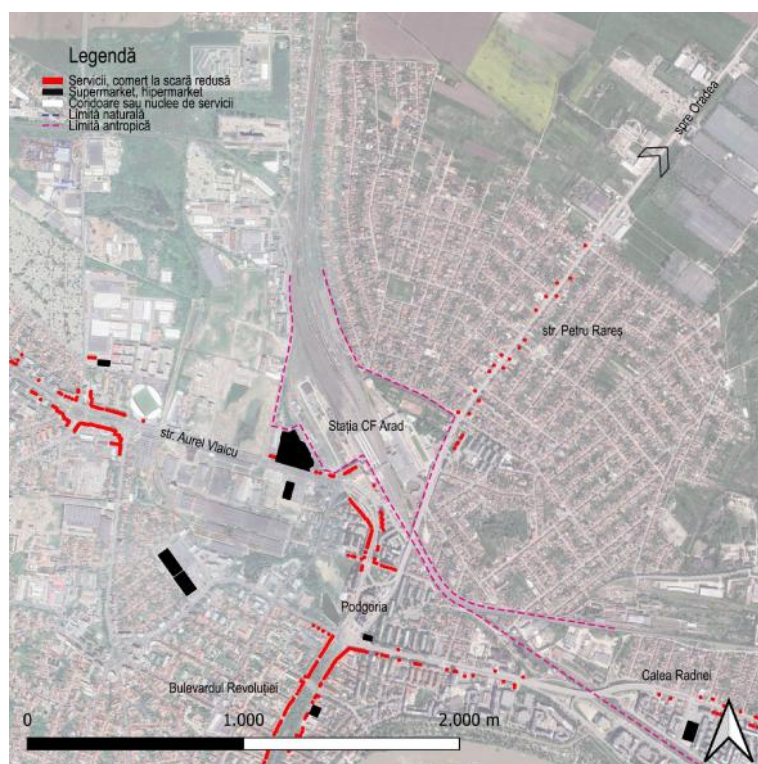 Legendă
Servicii, comerț la scară redusă
Supermarket, hipermarket
Coridoare sau nuclee de servicii
Limită naturală
Limită antropică
spre Oradea
str. Petru Rareș
Stația CF Arad
str. Aurel Vlaicu
Podgoria
Bulevardul Revoluției
Calea Radnei
0
1.000
2.000 m